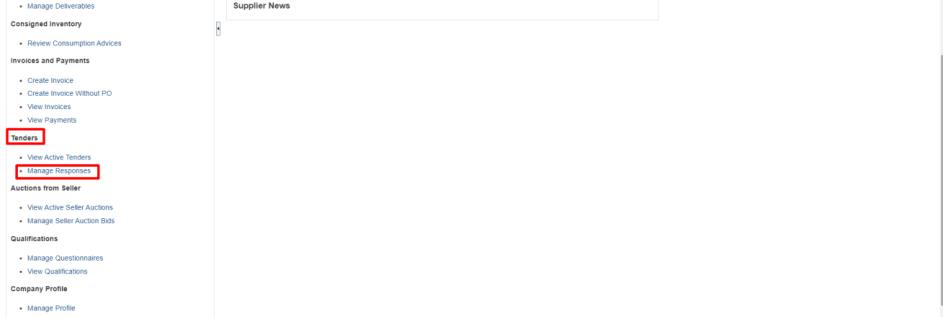 Manage Deliverables
Supplier News
Consigned Inventory
Review Consumption Advices
Invoices and Payments
Create Invoice
Create Invoice Without PO
View Invoices
View Payments
Tenders
View Active Tenders
Manage Responses
Auctions from Seller
View Active Seller Auctions
Manage Seller Auction Bids
Qualifications
Manage Questionnaires
View Qualifications
Company Profile
Manage Profile